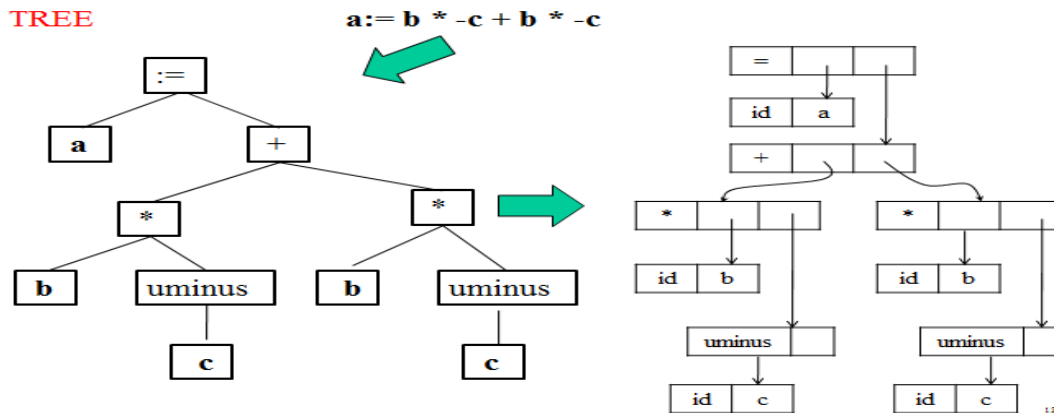 TREE
a:= b * -c + b * -c
:=
a
+
*
*
b
uminus
b
uminus
c
c
=
id a
+
*
*
id b
id b
uminus
uminus
id c
id c